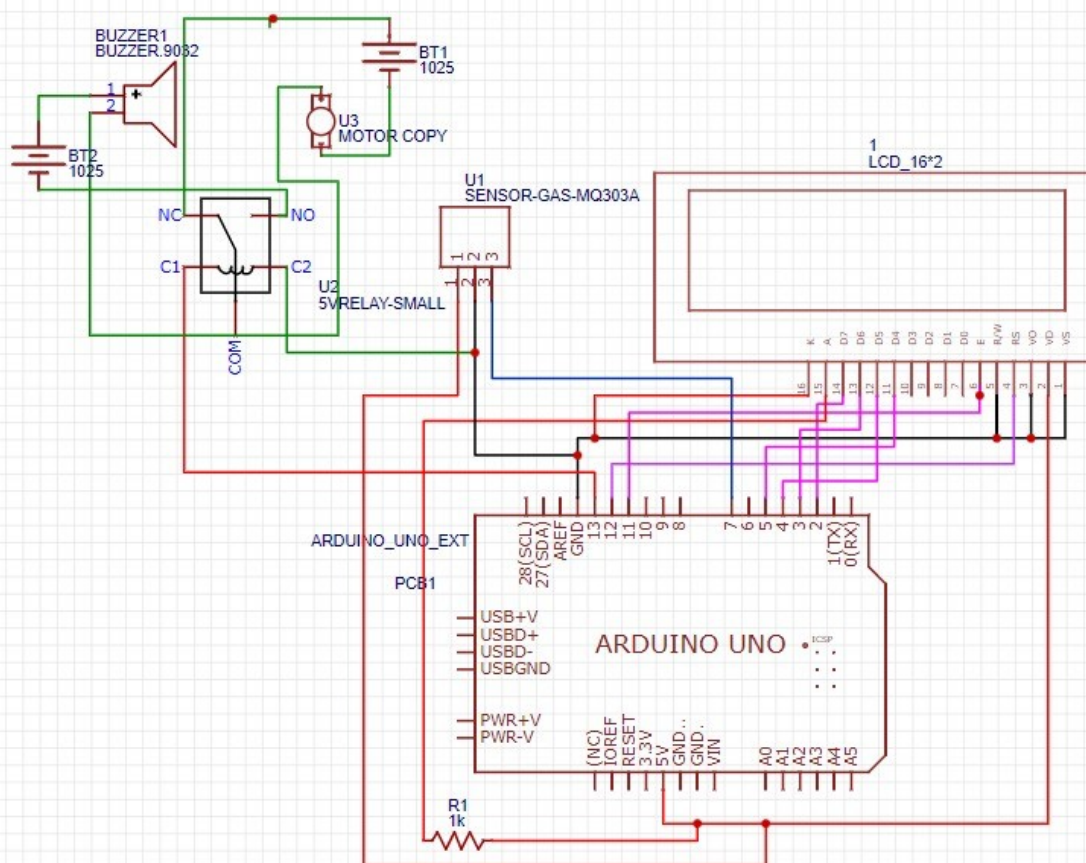 BUZZER1
BUZZER.9032
1
2
+
BT1
1025
U3
MOTOR COPY
BT2
1025
NC
NO
C1
C2
U2
5VRELAY-SMALL
COM
U1
SENSOR-GAS-MQ303A
1 2 3
1 2 3
1
LCD_16*2
K A D7 D6 D5 D4 D3 D2 D1 D0 E R/W RS VO VD VS
16 15 14 13 12 11 10 9 8 7 6 5 4 3 2 1
ARDUINO_UNO_EXT
PCB1
28(SCL) 27(SDA) AREF GND 13 12 11 10 9 8 7 6 5 4 3 2 1(TX) 0(RX)
USB+V
USBD+
USBD-
USBGND
PWR+V
PWR-V
ARDUINO UNO
ICSP
(NC) IOREF RESET 3.3V 5V GND.. GND. VIN A0 A1 A2 A3 A4 A5
R1
1k